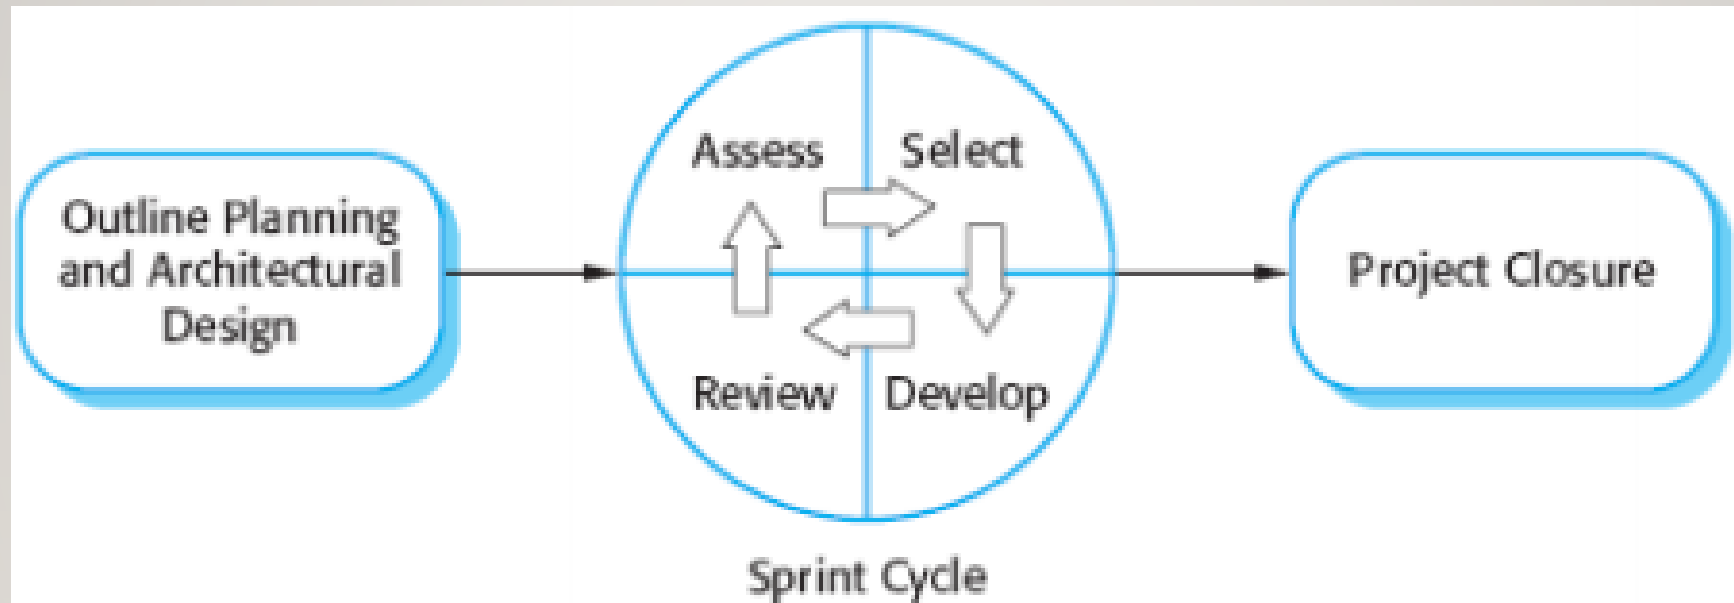 Outline Planning
and Architectural
Design
Assess
Select
Review
Develop
Sprint Cycle
Project Closure